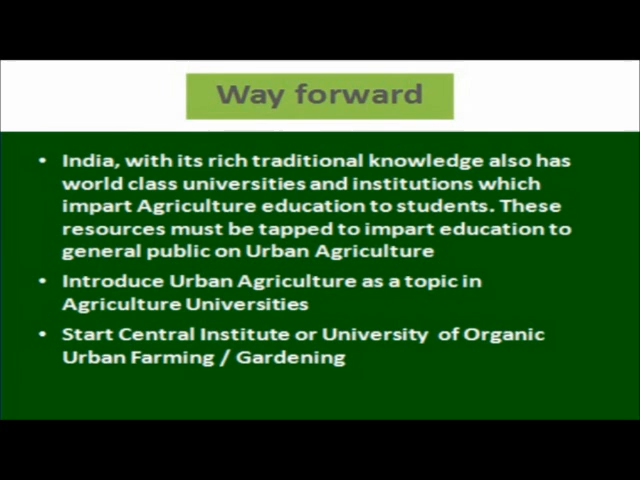 Way forward
• India, with its rich traditional knowledge also has
world class universities and institutions which
impart Agriculture education to students. These
resources must be tapped to impart education to
general public on Urban Agriculture
• Introduce Urban Agriculture as a topic in
Agriculture Universities
• Start Central Institute or University of Organic
Urban Farming / Gardening